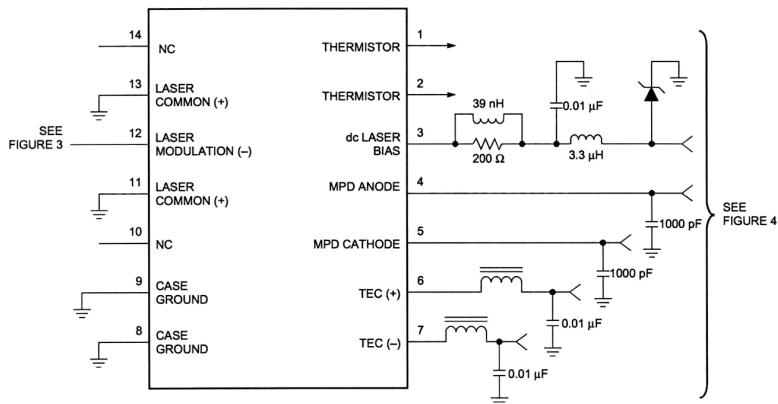 14
NC
THERMISTOR
1
13
LASER
COMMON (+)
THERMISTOR
2
39 nH
0.01 µF
SEE
FIGURE 3
12
LASER
MODULATION (–)
dc LASER
BIAS
3
200 Ω
3.3 µH
11
LASER
COMMON (+)
MPD ANODE
4
1000 pF
SEE
FIGURE 4
10
NC
MPD CATHODE
5
1000 pF
9
CASE
GROUND
TEC (+)
6
0.01 µF
8
CASE
GROUND
TEC (–)
7
0.01 µF